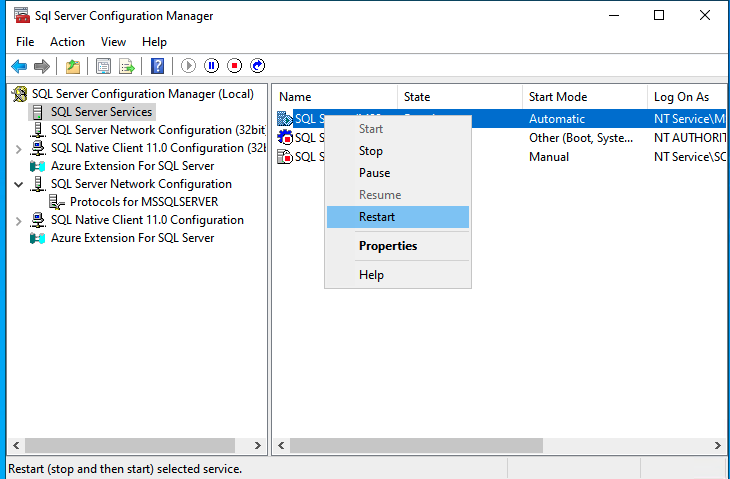 Sql Server Configuration Manager
File Action View Help
SQL Server Configuration Manager (Local)
SQL Server Services
SQL Server Network Configuration (32bit
SQL Native Client 11.0 Configuration (32
Azure Extension For SQL Server
SQL Server Network Configuration
Protocols for MSSQLSERVER
SQL Native Client 11.0 Configuration
Azure Extension For SQL Server
Name State Start Mode Log On As
SQL Server Automatic NT Service\M
SQL S Other (Boot, Syste... NT AUTHORIT
SQL S Manual NT Service\SC
Start
Stop
Pause
Resume
Restart
Properties
Help
Restart (stop and then start) selected service.